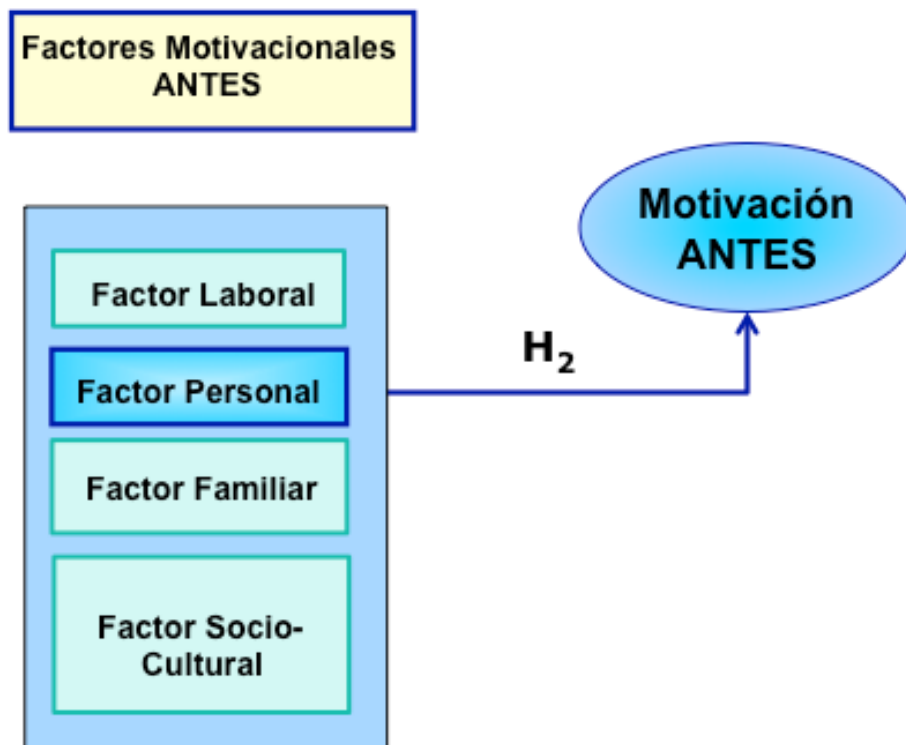 Factores Motivacionales
ANTES
Motivación
ANTES
Factor Laboral
H₂
Factor Personal
Factor Familiar
Factor Socio-
Cultural